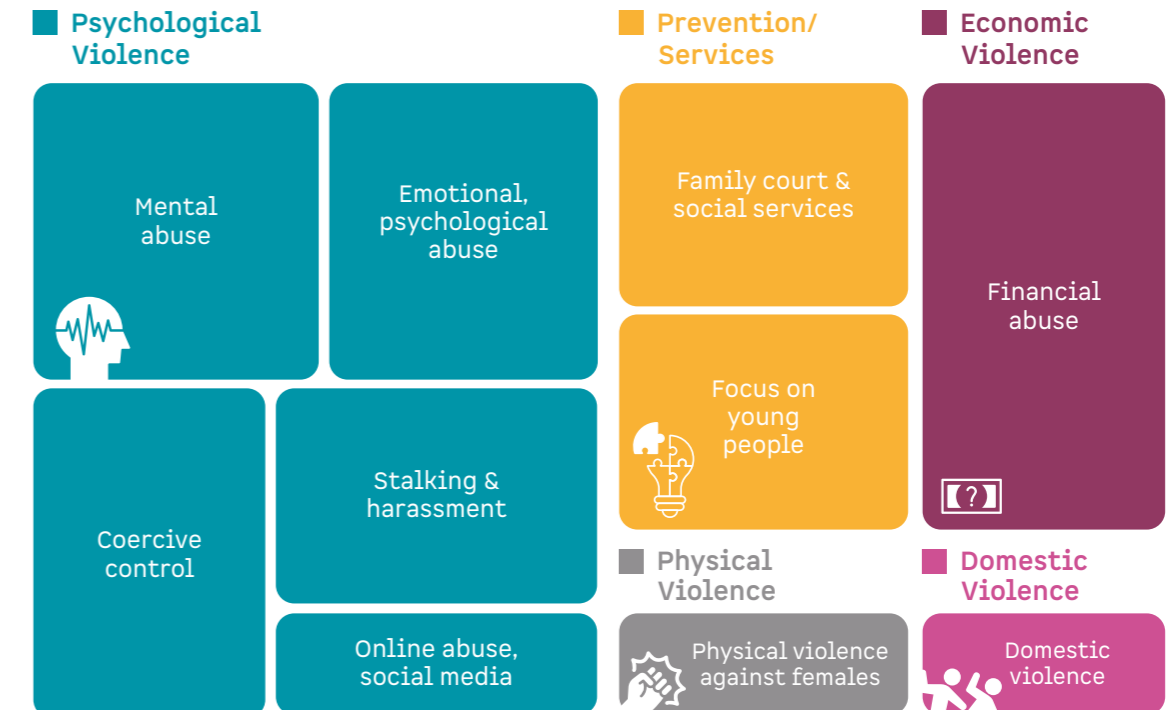 Psychological
Violence
Mental
abuse
Emotional,
psychological
abuse
Coercive
control
Stalking &
harassment
Online abuse,
social media
Prevention/
Services
Family court &
social services
Focus on
young
people
Physical
Violence
Physical violence
against females
Economic
Violence
Financial
abuse
?
Domestic
Violence
Domestic
violence